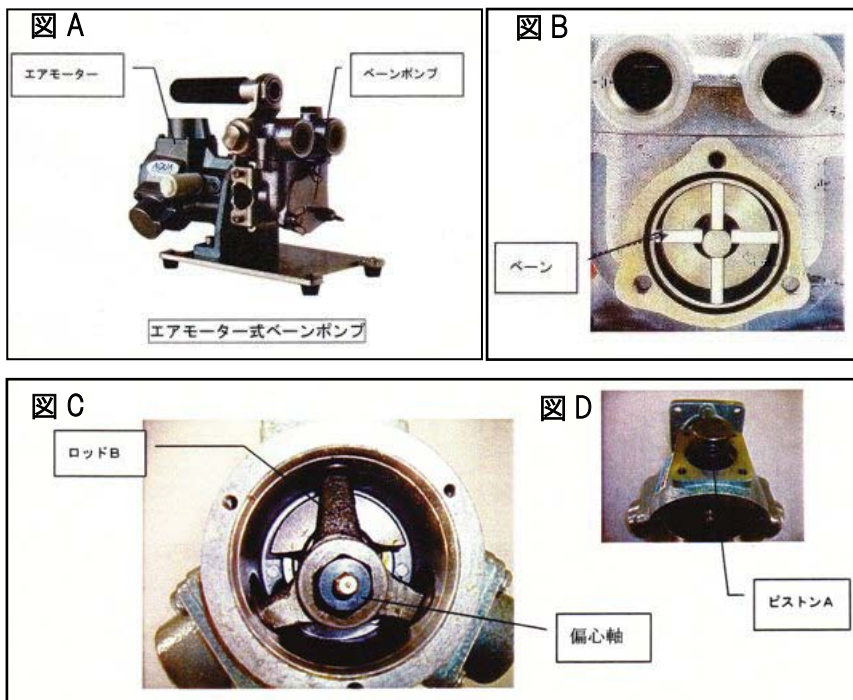 図 A
エアモーター
ベーンポンプ
AQUA
エアモーター式ベーンポンプ
図 B
ベーン
図 C
ロッドB
偏心軸
図 D
ピストンA